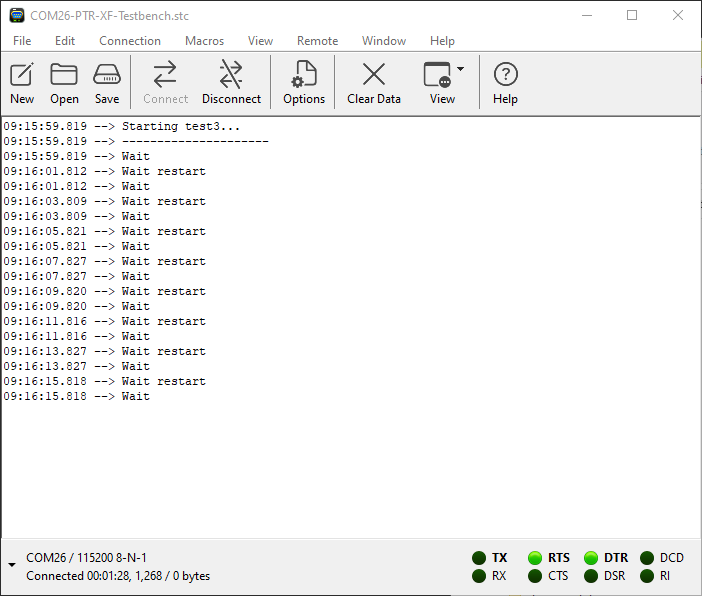 COM26-PTR-XF-Testbench.stc
File Edit Connection Macros View Remote Window Help
New Open Save Connect Disconnect Options Clear Data View Help
09:15:59.819 --> Starting test3...
09:15:59.819 --> ---------------------
09:15:59.819 --> Wait
09:16:01.812 --> Wait restart
09:16:01.812 --> Wait
09:16:03.809 --> Wait restart
09:16:03.809 --> Wait
09:16:05.821 --> Wait restart
09:16:05.821 --> Wait
09:16:07.827 --> Wait restart
09:16:07.827 --> Wait
09:16:09.820 --> Wait restart
09:16:09.820 --> Wait
09:16:11.816 --> Wait restart
09:16:11.816 --> Wait
09:16:13.827 --> Wait restart
09:16:13.827 --> Wait
09:16:15.818 --> Wait restart
09:16:15.818 --> Wait
COM26 / 115200 8-N-1 TX RTS DTR DCD
Connected 00:01:28, 1,268 / 0 bytes RX CTS DSR RI